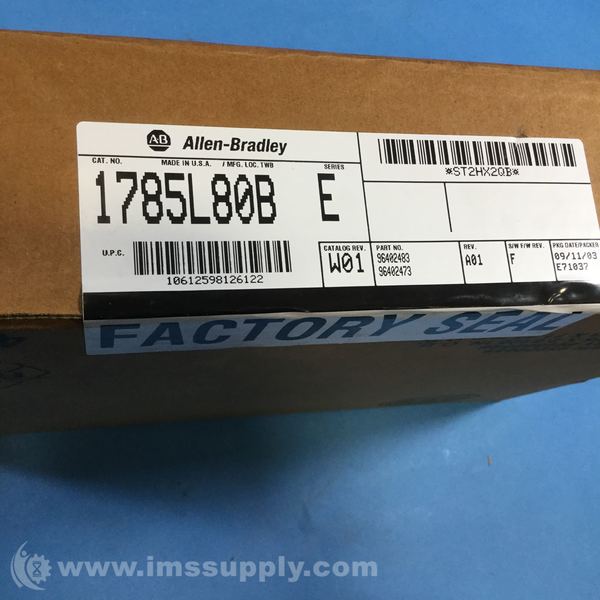 AB Allen-Bradley
CAT. NO. MADE IN U.S.A. / MFG. LOC. TWB SERIES
1785L80B E
*ST2HX2QB*
U.P.C.
10612598126122
CATALOG REV. PART NO. REV. S/W F/W REV. PKG DATE/PACKER
W01 96402483 A01 F 09/11/03
96402473 E71037
FACTORY SEAL
www.imssupply.com